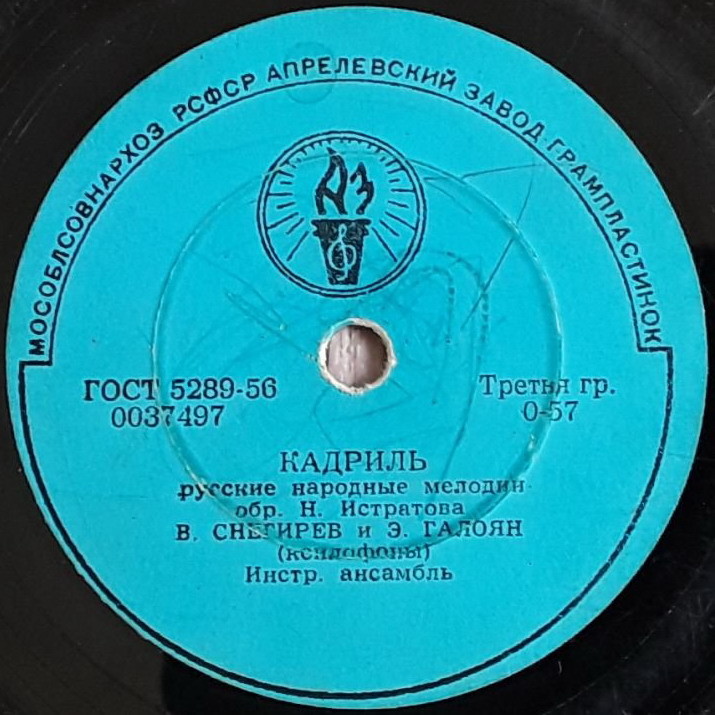 МОСОБЛСОВНАРХОЗ РСФСР АПРЕЛЕВСКИЙ ЗАВОД ГРАМПЛАСТИНОК
АЗ
ГОСТ 5289-56
0037497
Третья гр.
0-57
КАДРИЛЬ
русские народные мелодии
обр. Н. Истратова
В. СНЕГИРЕВ и Э. ГАЛОЯН
(ксилофоны)
Инстр. ансамбль